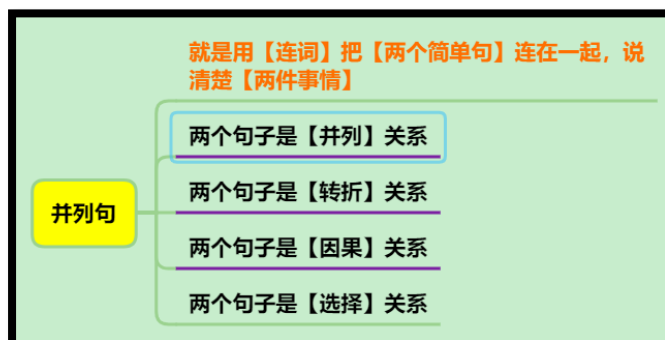 就是用【连词】把【两个简单句】连在一起，说
清楚【两件事情】
两个句子是【并列】关系
两个句子是【转折】关系
并列句
两个句子是【因果】关系
两个句子是【选择】关系